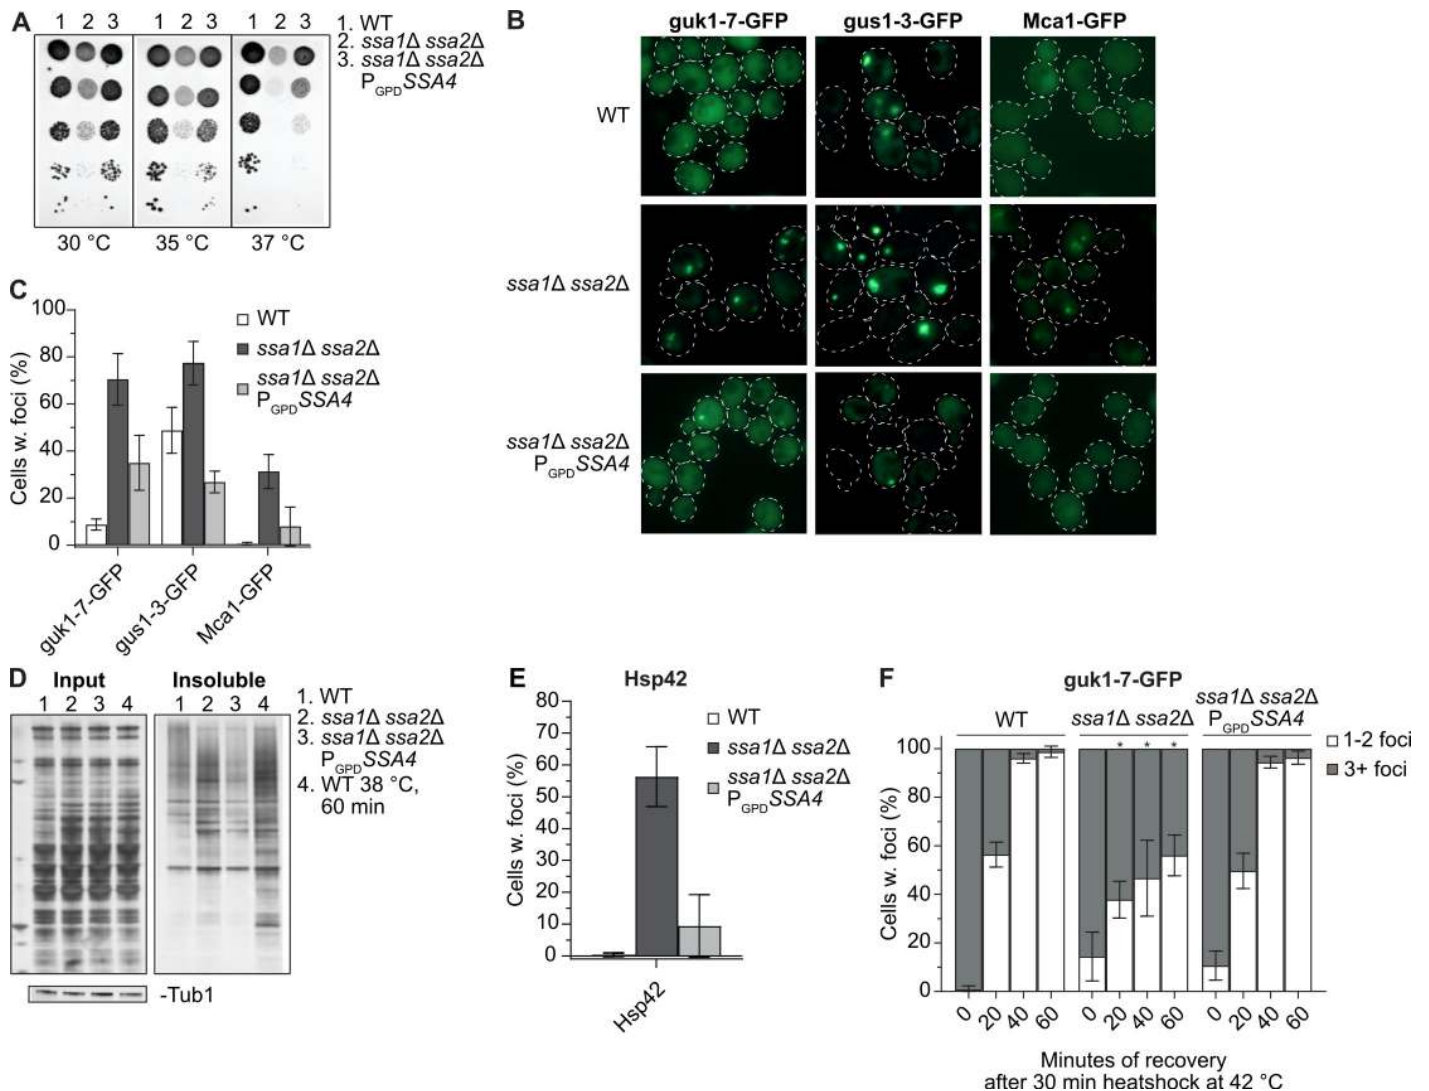 A
1 2 3 1 2 3 1 2 3
1. WT
2. ssa1Δ ssa2Δ
3. ssa1Δ ssa2Δ
PGPDSSA4
30 °C 35 °C 37 °C
B
guk1-7-GFP gus1-3-GFP Mca1-GFP
WT
ssa1Δ ssa2Δ
ssa1Δ ssa2Δ
PGPDSSA4
C
100
80
60
40
20
0
Cells w. foci (%)
WT
ssa1Δ ssa2Δ
ssa1Δ ssa2Δ
PGPDSSA4
guk1-7-GFP
gus1-3-GFP
Mca1-GFP
D
Input Insoluble
1 2 3 4 1 2 3 4
1. WT
2. ssa1Δ ssa2Δ
3. ssa1Δ ssa2Δ
PGPDSSA4
4. WT 38 °C,
60 min
-Tub1
E
Hsp42
80
70
60
50
40
30
20
10
0
Cells w. foci (%)
WT
ssa1Δ ssa2Δ
ssa1Δ ssa2Δ
PGPDSSA4
Hsp42
F
guk1-7-GFP
WT
ssa1Δ ssa2Δ
ssa1Δ ssa2Δ
PGPDSSA4
* * *
1-2 foci
3+ foci
100
80
60
40
20
0
Cells w. foci (%)
0 20 40 60 0 20 40 60 0 20 40 60
Minutes of recovery
after 30 min heatshock at 42 °C